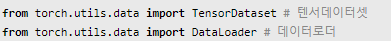 from torch.utils.data import TensorDataset # 텐서데이터셋
from torch.utils.data import DataLoader # 데이터로더